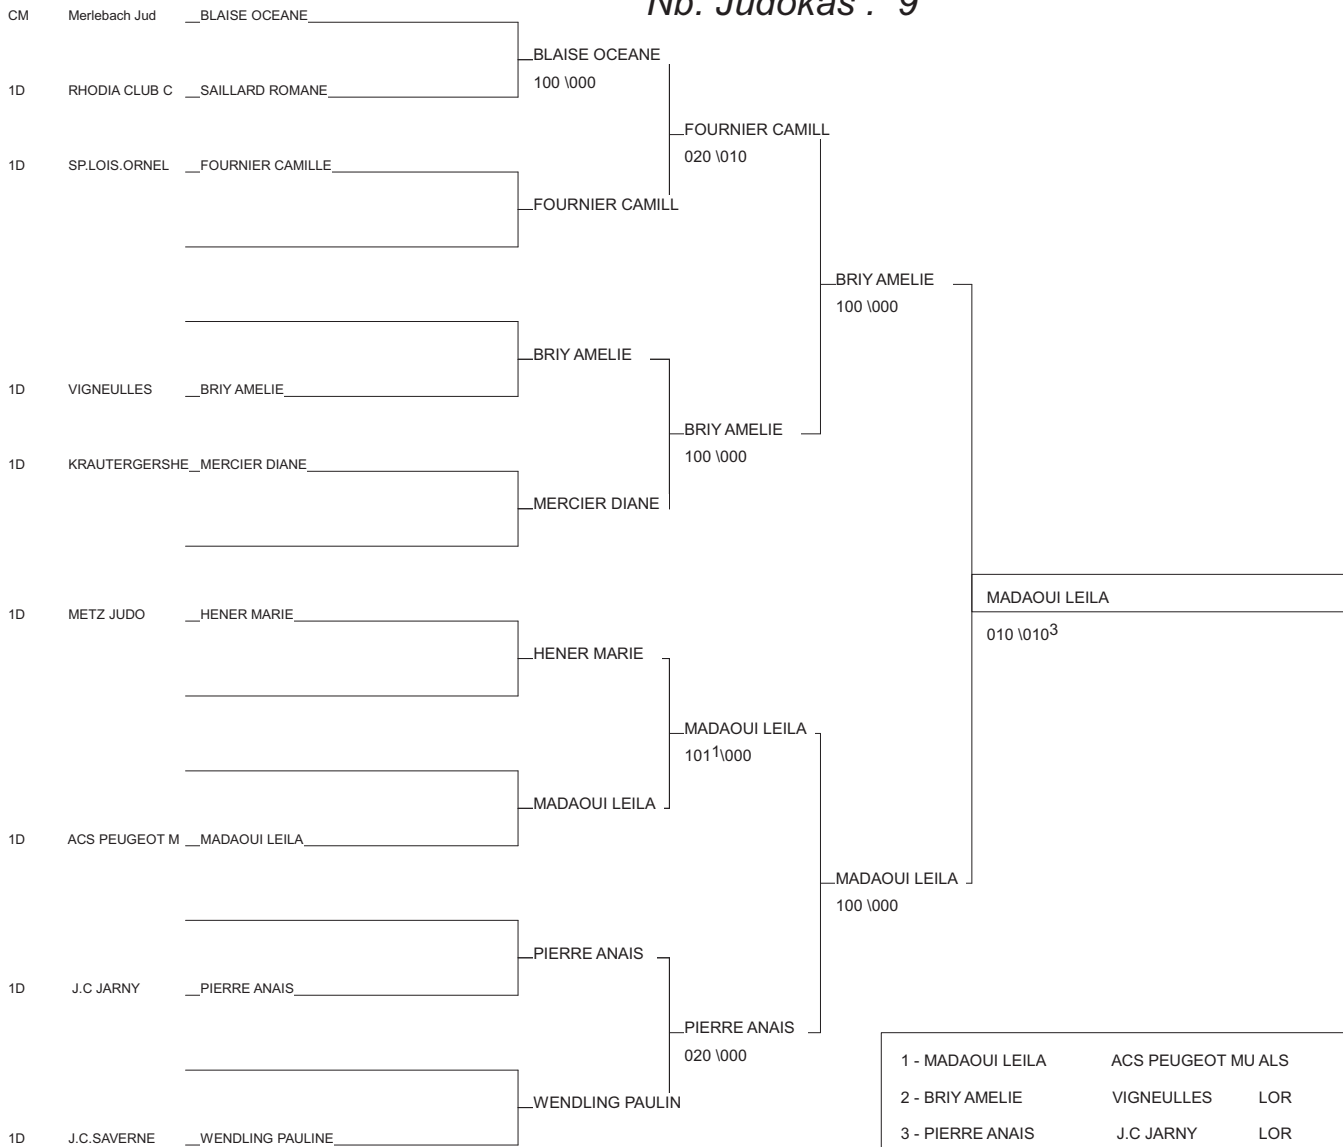 Nb. Judokas : 9
CM Merlebach Jud BLAISE OCEANE
BLAISE OCEANE
100 \000
1D RHODIA CLUB C SAILLARD ROMANE
FOURNIER CAMILL
020 \010
1D SP.LOIS.ORNEL FOURNIER CAMILLE
FOURNIER CAMILL
BRIY AMELIE
100 \000
BRIY AMELIE
1D VIGNEULLES BRIY AMELIE
BRIY AMELIE
100 \000
1D KRAUTERGERSHE MERCIER DIANE
MERCIER DIANE
MADAOUI LEILA
010 \010³
1D METZ JUDO HENER MARIE
HENER MARIE
MADAOUI LEILA
101¹\000
MADAOUI LEILA
1D ACS PEUGEOT M MADAOUI LEILA
MADAOUI LEILA
100 \000
PIERRE ANAIS
1D J.C JARNY PIERRE ANAIS
PIERRE ANAIS
020 \000
WENDLING PAULIN
1D J.C.SAVERNE WENDLING PAULINE
1 - MADAOUI LEILA ACS PEUGEOT MU ALS
2 - BRIY AMELIE VIGNEULLES LOR
3 - PIERRE ANAIS J.C JARNY LOR